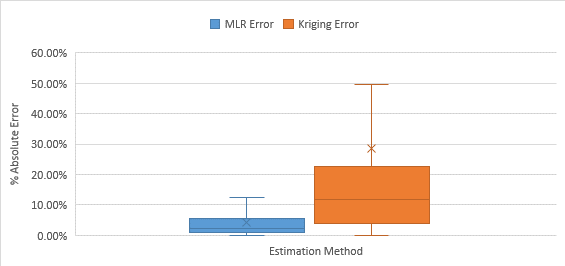 MLR Error Kriging Error
60.00%
50.00%
40.00%
30.00%
20.00%
10.00%
0.00%
% Absolute Error
Estimation Method